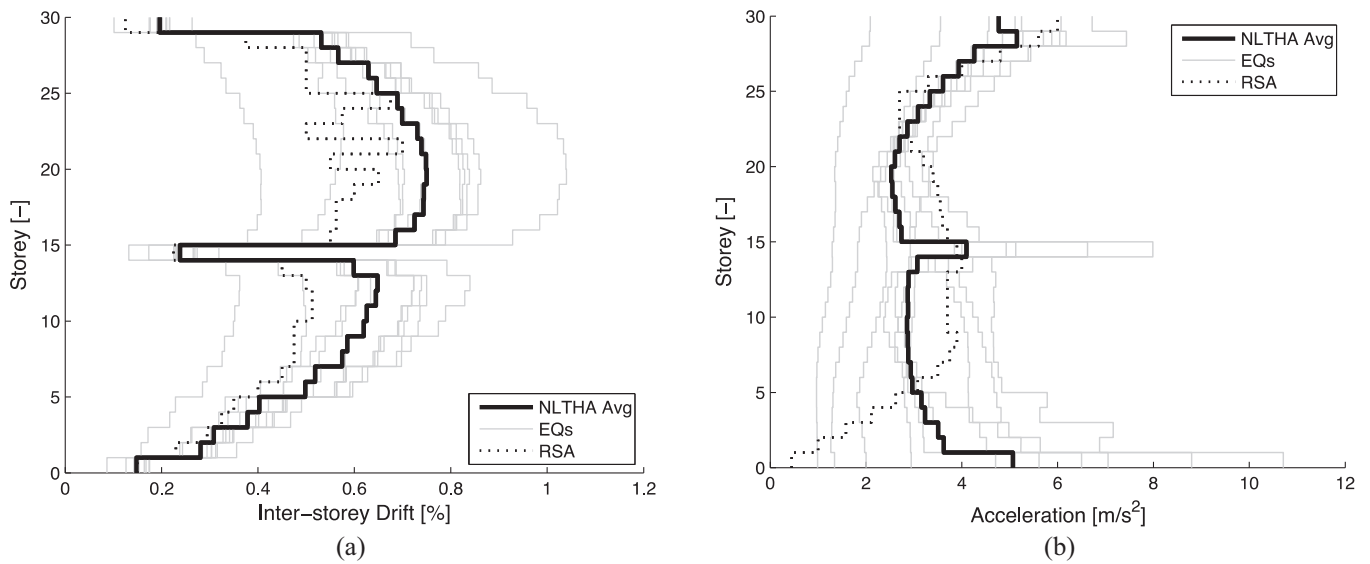 30
25
20
15
10
5
0
Storey [−]
NLTHA Avg
EQs
RSA
0
0.2
0.4
0.6
0.8
1
1.2
Inter−storey Drift [%]
(a)
30
25
20
15
10
5
0
Storey [−]
NLTHA Avg
EQs
RSA
0
2
4
6
8
10
12
Acceleration [m/s²]
(b)